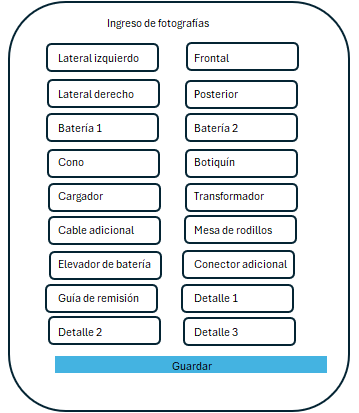 Ingreso de fotografías
Lateral izquierdo
Frontal
Lateral derecho
Posterior
Batería 1
Batería 2
Cono
Botiquín
Cargador
Transformador
Cable adicional
Mesa de rodillos
Elevador de batería
Conector adicional
Guía de remisión
Detalle 1
Detalle 2
Detalle 3
Guardar